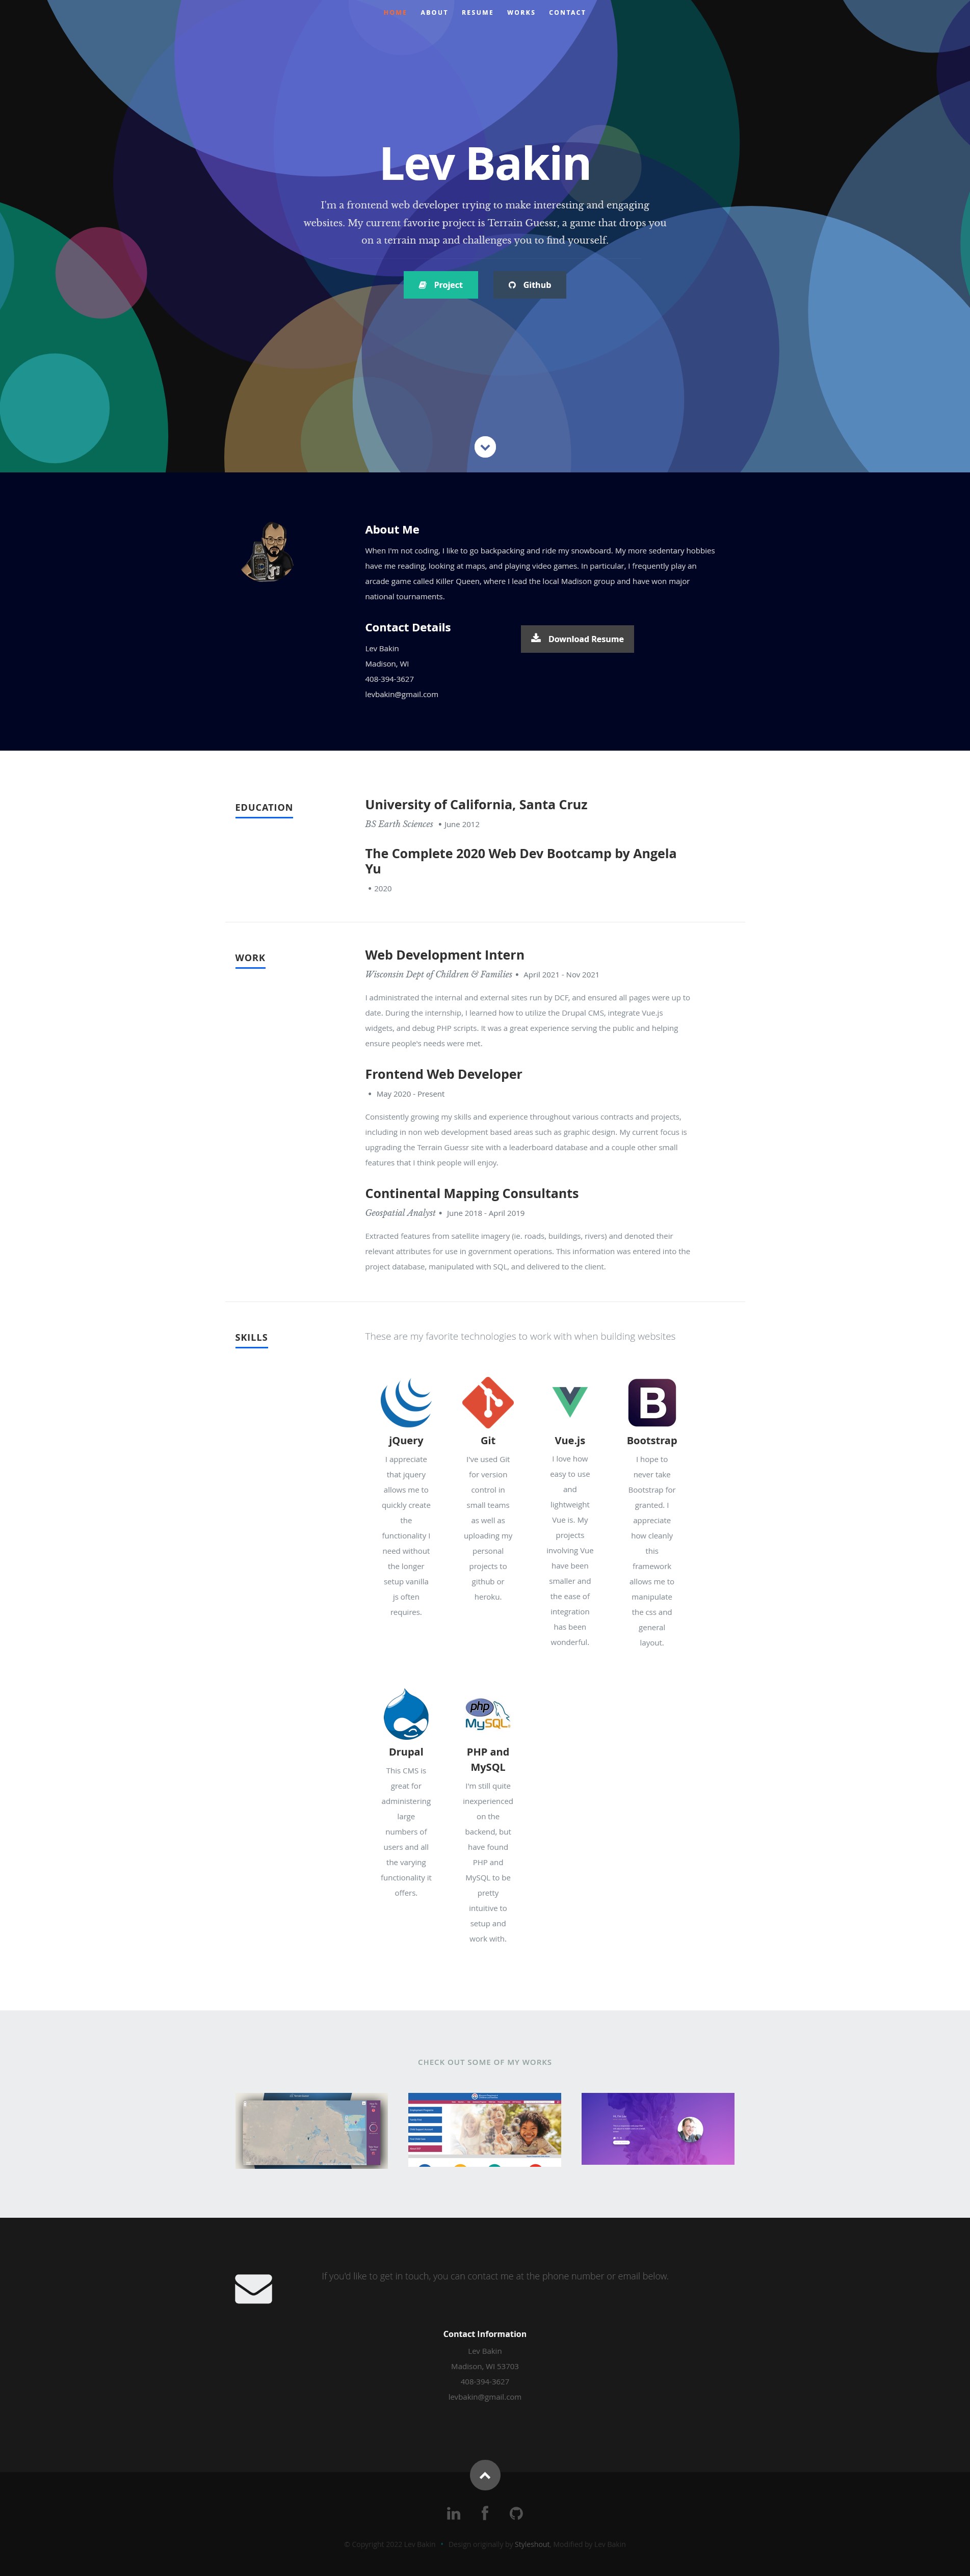 HOME ABOUT RESUME WORKS CONTACT
Lev Bakin
I'm a frontend web developer trying to make interesting and engaging
websites. My current favorite project is Terrain Guessr, a game that drops you
on a terrain map and challenges you to find yourself.
Project Github
About Me
When I'm not coding, I like to go backpacking and ride my snowboard. My more sedentary hobbies
have me reading, looking at maps, and playing video games. In particular, I frequently play an
arcade game called Killer Queen, where I lead the local Madison group and have won major
national tournaments.
Contact Details
Download Resume
Lev Bakin
Madison, WI
408-394-3627
levbakin@gmail.com
EDUCATION
University of California, Santa Cruz
BS Earth Sciences • June 2012
The Complete 2020 Web Dev Bootcamp by Angela
Yu
• 2020
WORK
Web Development Intern
Wisconsin Dept of Children & Families • April 2021 - Nov 2021
I administrated the internal and external sites run by DCF, and ensured all pages were up to
date. During the internship, I learned how to utilize the Drupal CMS, integrate Vue.js
widgets, and debug PHP scripts. It was a great experience serving the public and helping
ensure people's needs were met.
Frontend Web Developer
• May 2020 - Present
Consistently growing my skills and experience throughout various contracts and projects,
including in non web development based areas such as graphic design. My current focus is
upgrading the Terrain Guessr site with a leaderboard database and a couple other small
features that I think people will enjoy.
Continental Mapping Consultants
Geospatial Analyst • June 2018 - April 2019
Extracted features from satellite imagery (ie. roads, buildings, rivers) and denoted their
relevant attributes for use in government operations. This information was entered into the
project database, manipulated with SQL, and delivered to the client.
SKILLS
These are my favorite technologies to work with when building websites
jQuery
I appreciate
that jquery
allows me to
quickly create
the
functionality I
need without
the longer
setup vanilla
js often
requires.
Git
I've used Git
for version
control in
small teams
as well as
uploading my
personal
projects to
github or
heroku.
Vue.js
I love how
easy to use
and
lightweight
Vue is. My
projects
involving Vue
have been
smaller and
the ease of
integration
has been
wonderful.
B
Bootstrap
I hope to
never take
Bootstrap for
granted. I
appreciate
how cleanly
this
framework
allows me to
manipulate
the css and
general
layout.
Drupal
This CMS is
great for
administering
large
numbers of
users and all
the varying
functionality it
offers.
php
MySQL
PHP and
MySQL
I'm still quite
inexperienced
on the
backend, but
have found
PHP and
MySQL to be
pretty
intuitive to
setup and
work with.
CHECK OUT SOME OF MY WORKS
If you'd like to get in touch, you can contact me at the phone number or email below.
Contact Information
Lev Bakin
Madison, WI 53703
408-394-3627
levbakin@gmail.com
© Copyright 2022 Lev Bakin • Design originally by Styleshout. Modified by Lev Bakin